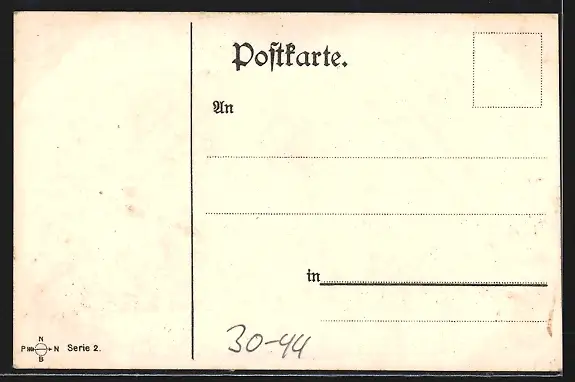 Postkarte.
An
in
30-44
N
P N Serie 2.
B